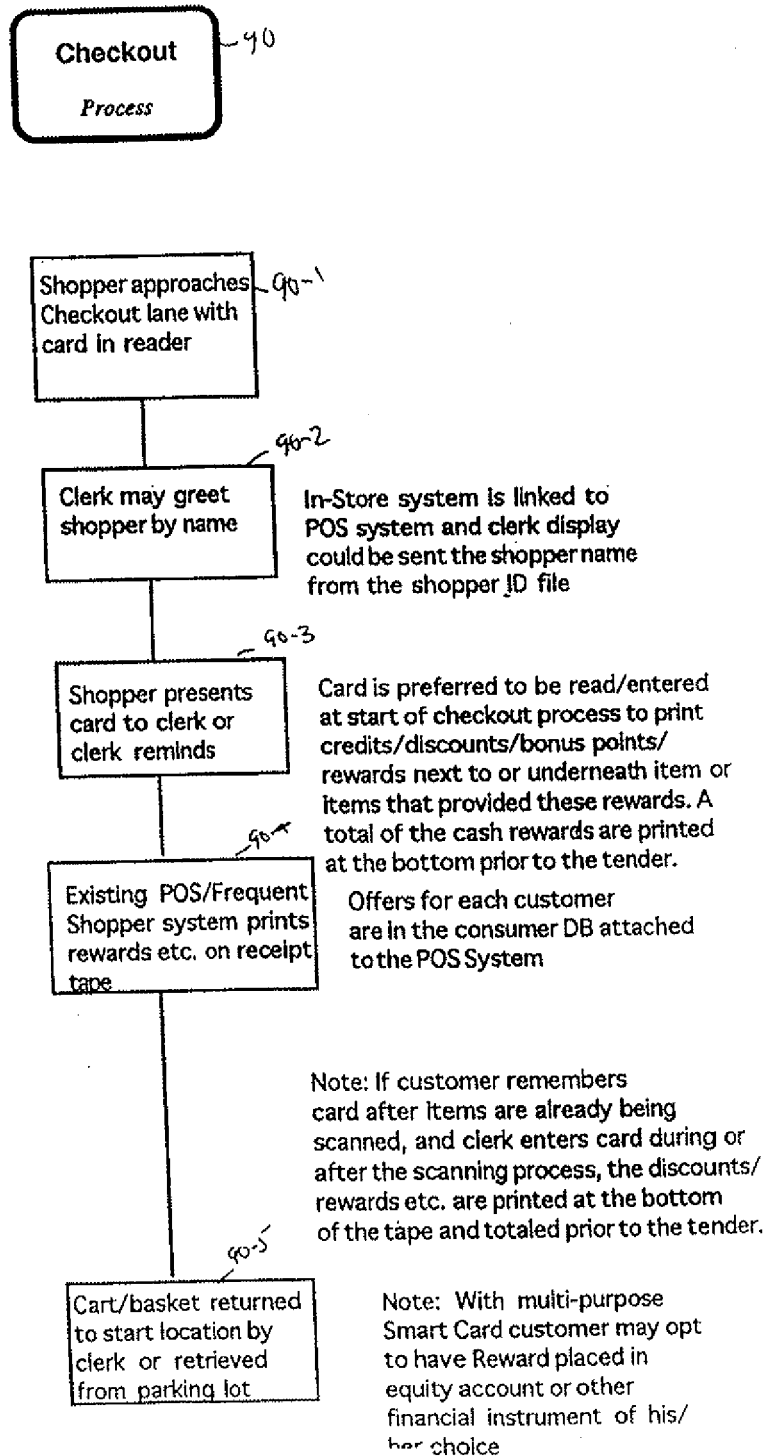 Checkout
90
Process
Shopper approaches
Checkout lane with
card in reader
90-1
90-2
Clerk may greet
shopper by name
In-Store system is linked to
POS system and clerk display
could be sent the shopper name
from the shopper ID file
90-3
Shopper presents
card to clerk or
clerk reminds
Card is preferred to be read/entered
at start of checkout process to print
credits/discounts/bonus points/
rewards next to or underneath item or
items that provided these rewards. A
total of the cash rewards are printed
at the bottom prior to the tender.
90-4
Existing POS/Frequent
Shopper system prints
rewards etc. on receipt
tape
Offers for each customer
are in the consumer DB attached
to the POS System
Note: If customer remembers
card after items are already being
scanned, and clerk enters card during or
after the scanning process, the discounts/
rewards etc. are printed at the bottom
of the tape and totaled prior to the tender.
90-5
Cart/basket returned
to start location by
clerk or retrieved
from parking lot
Note: With multi-purpose
Smart Card customer may opt
to have Reward placed in
equity account or other
financial instrument of his/
her choice